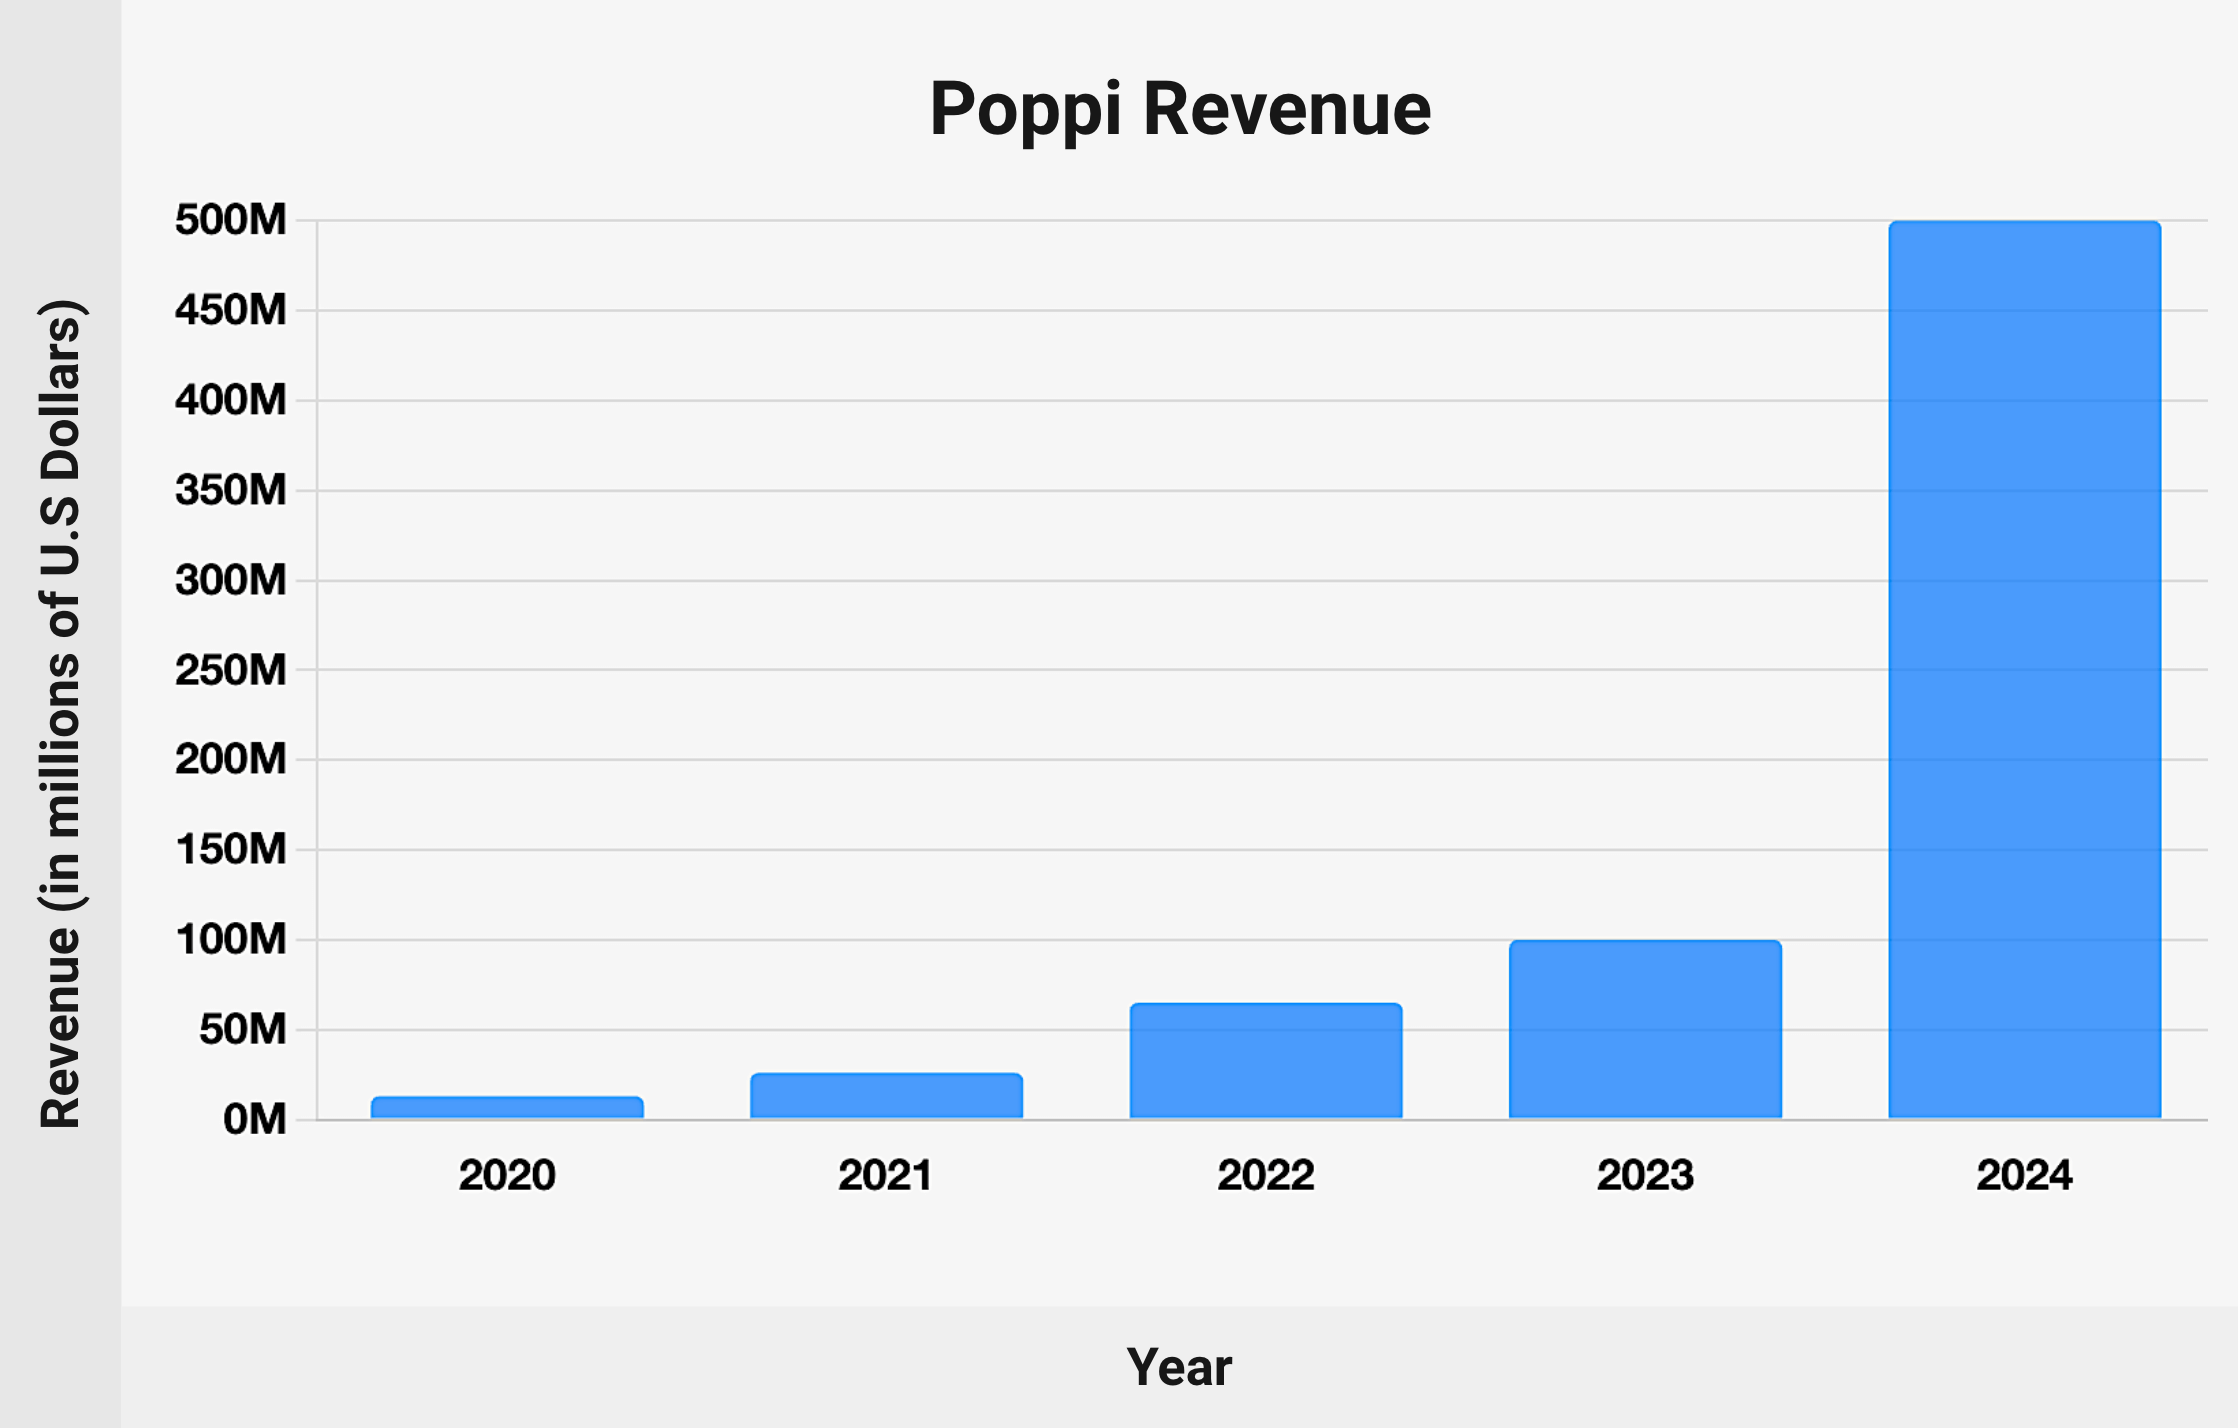 Poppi Revenue
Revenue (in millions of U.S Dollars)
500M
450M
400M
350M
300M
250M
200M
150M
100M
50M
0M
2020 2021 2022 2023 2024
Year